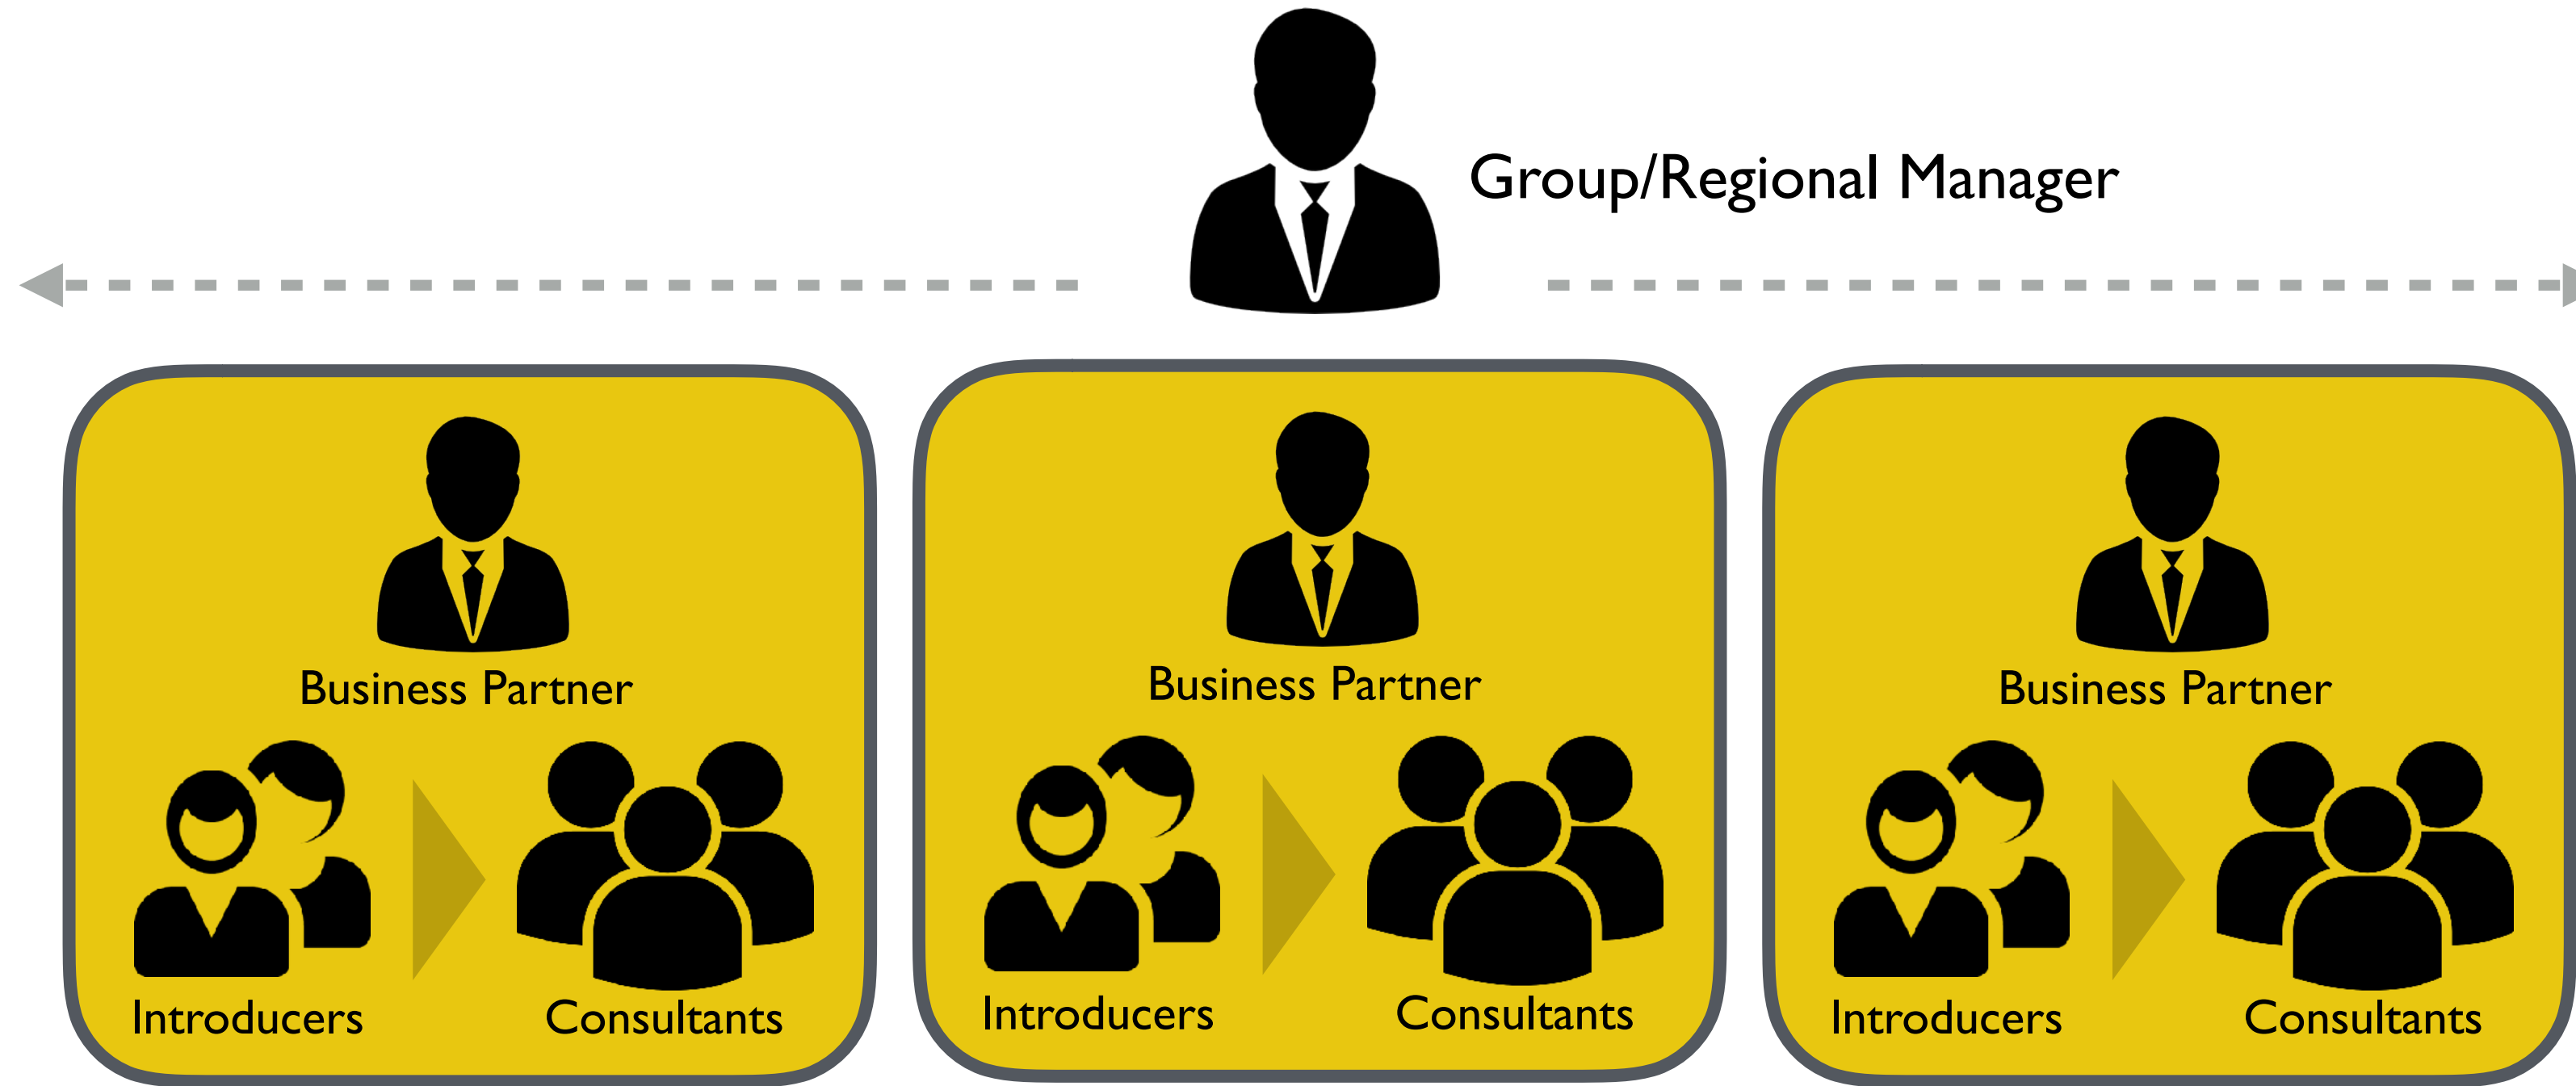 Group/Regional Manager
Business Partner
Business Partner
Business Partner
Introducers
Consultants
Introducers
Consultants
Introducers
Consultants